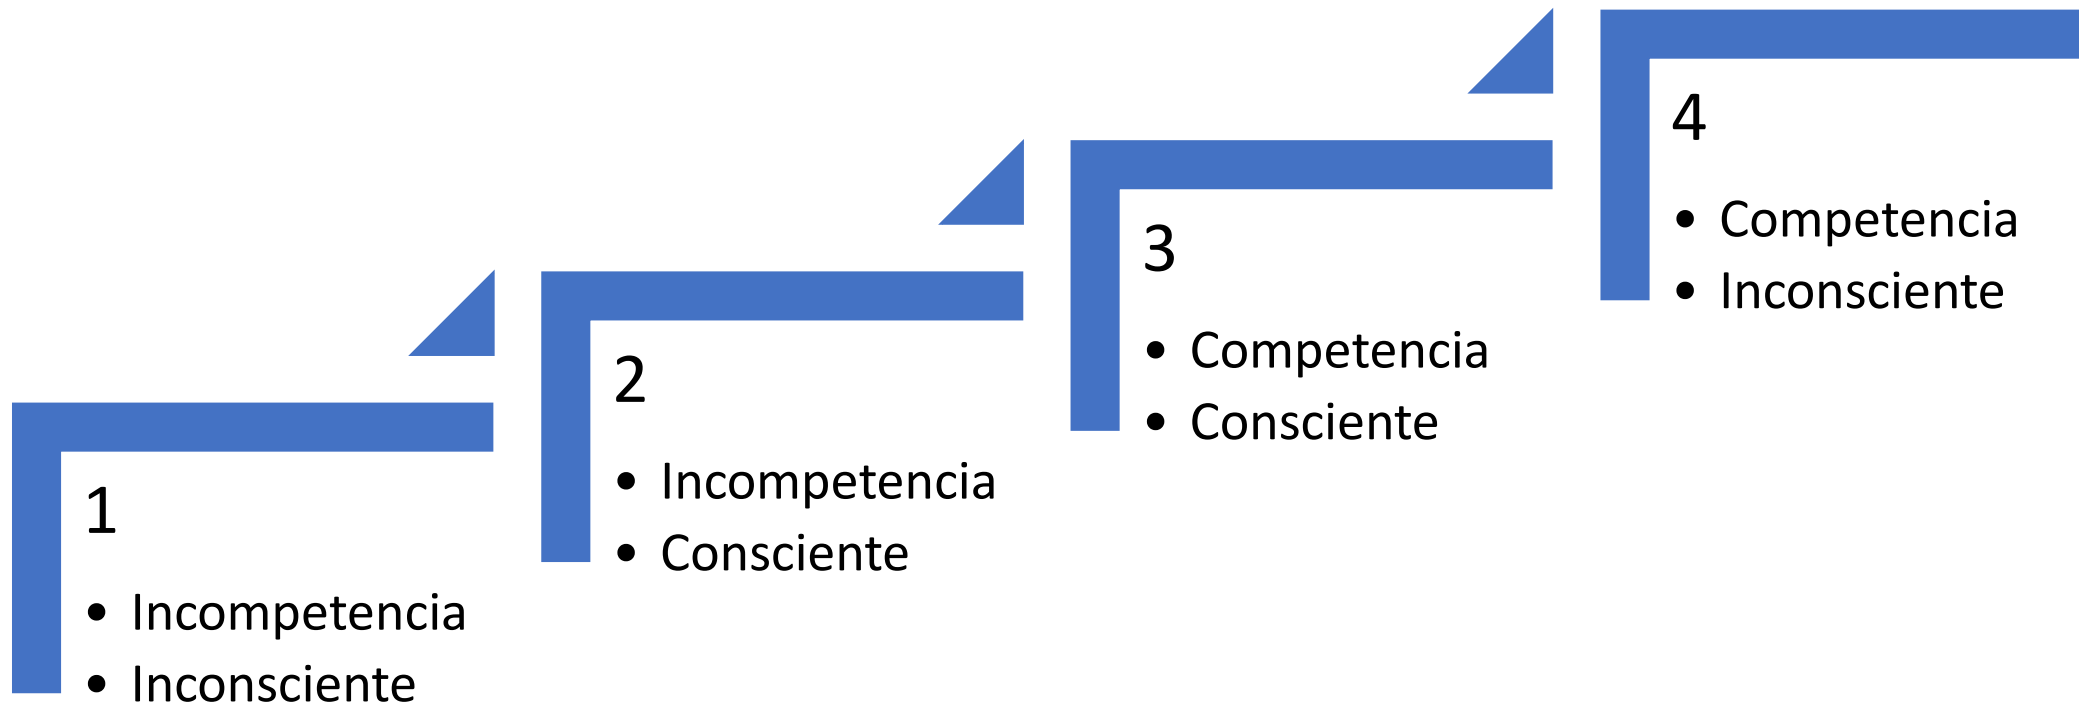 1
• Incompetencia
• Inconsciente
2
• Incompetencia
• Consciente
3
• Competencia
• Consciente
4
• Competencia
• Inconsciente